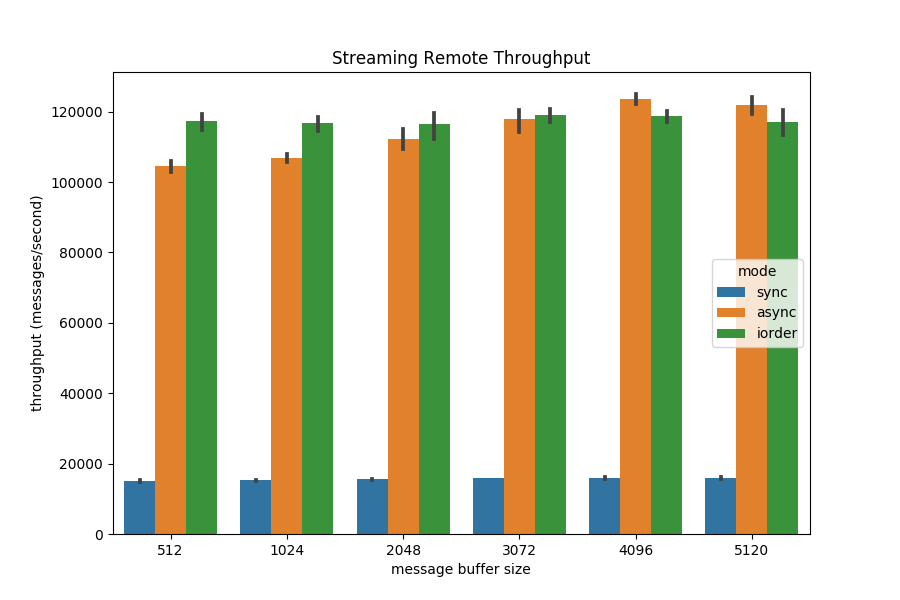 Streaming Remote Throughput
throughput (messages/second)
120000
100000
80000
60000
40000
20000
0
mode
sync
async
iorder
512 1024 2048 3072 4096 5120
message buffer size